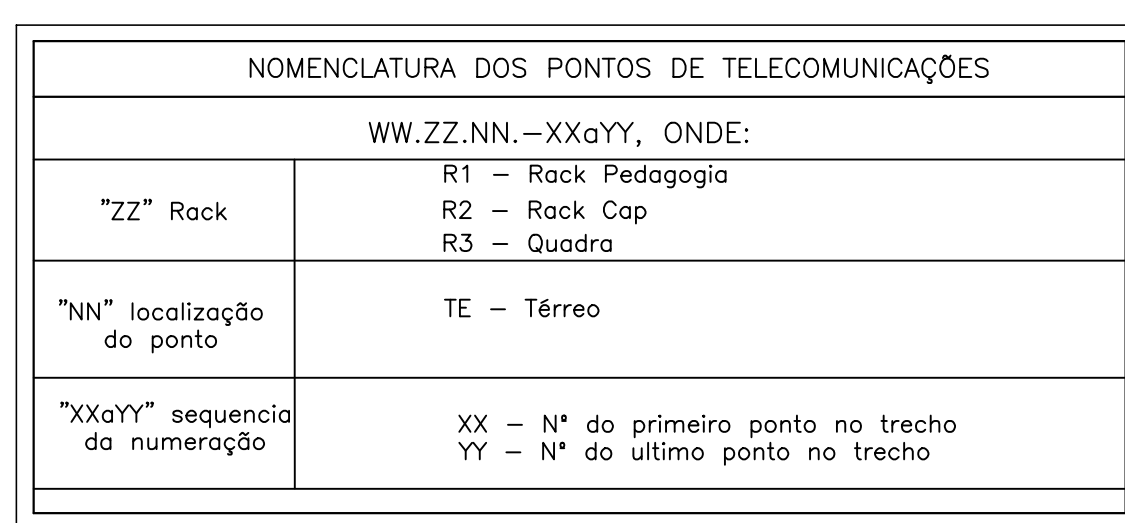 NOMENCLATURA DOS PONTOS DE TELECOMUNICAÇÕES
WW.ZZ.NN.–XXaYY, ONDE:
"ZZ" Rack
R1 – Rack Pedagogia
R2 – Rack Cap
R3 – Quadra
"NN" localização
do ponto
TE – Térreo
"XXaYY" sequencia
da numeração
XX – Nº do primeiro ponto no trecho
YY – Nº do ultimo ponto no trecho